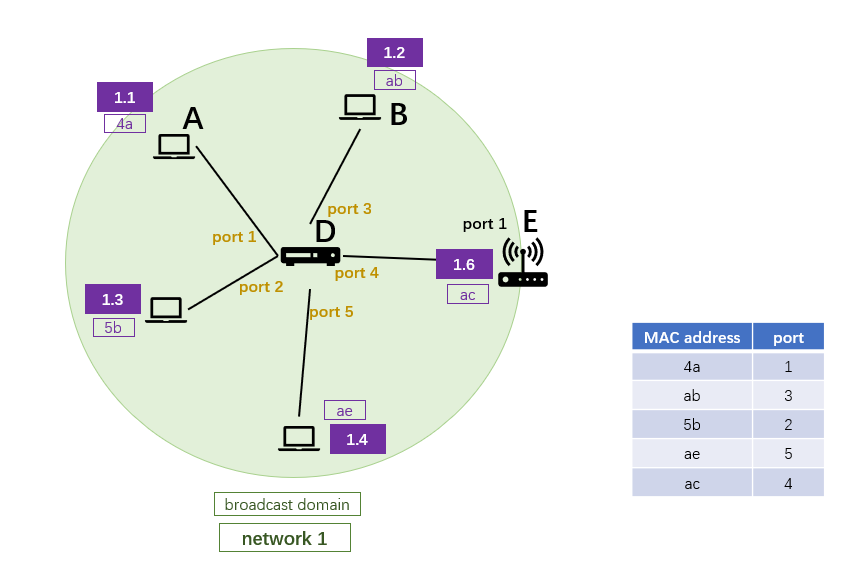 1.2
ab
B
1.1
4a
A
port 3
D
port 1
port 1
E
port 4
1.6
ac
port 2
1.3
5b
port 5
ae
1.4
broadcast domain
network 1
MAC address port
4a 1
ab 3
5b 2
ae 5
ac 4